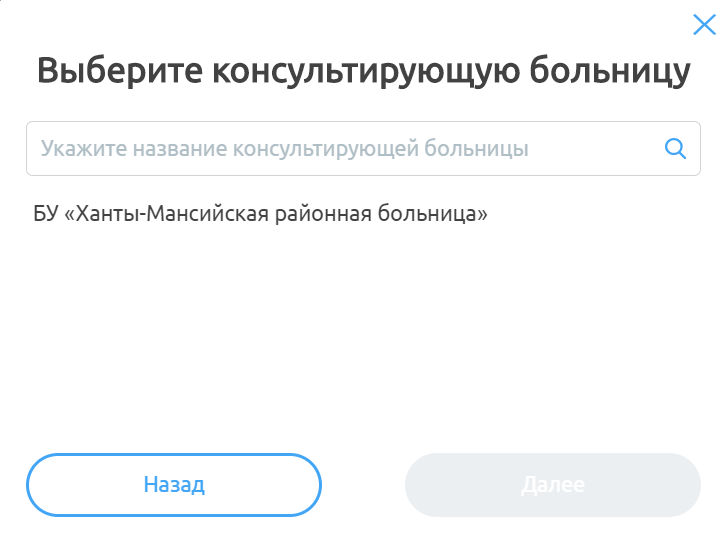 Выберите консультирующую больницу
Укажите название консультирующей больницы
БУ «Ханты-Мансийская районная больница»
Назад
Далее